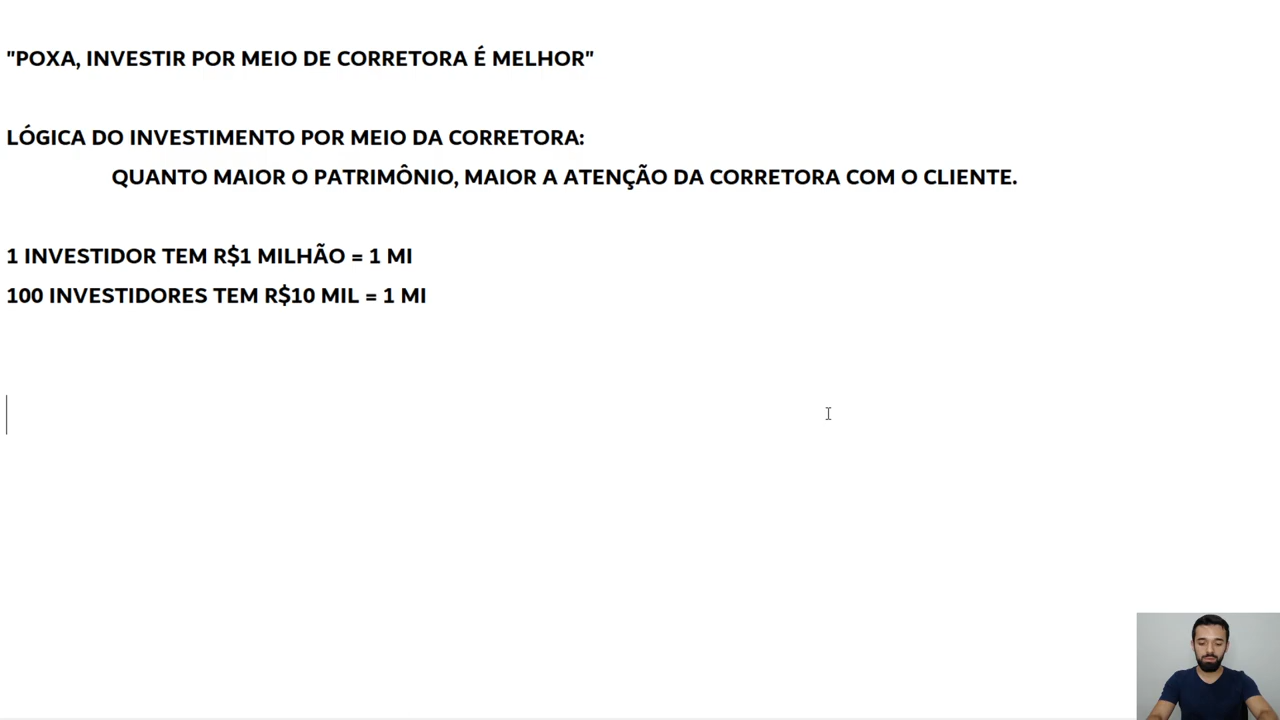 "POXA, INVESTIR POR MEIO DE CORRETORA É MELHOR"
LÓGICA DO INVESTIMENTO POR MEIO DA CORRETORA:
QUANTO MAIOR O PATRIMÔNIO, MAIOR A ATENÇÃO DA CORRETORA COM O CLIENTE.
1 INVESTIDOR TEM R$1 MILHÃO = 1 MI
100 INVESTIDORES TEM R$10 MIL = 1 MI